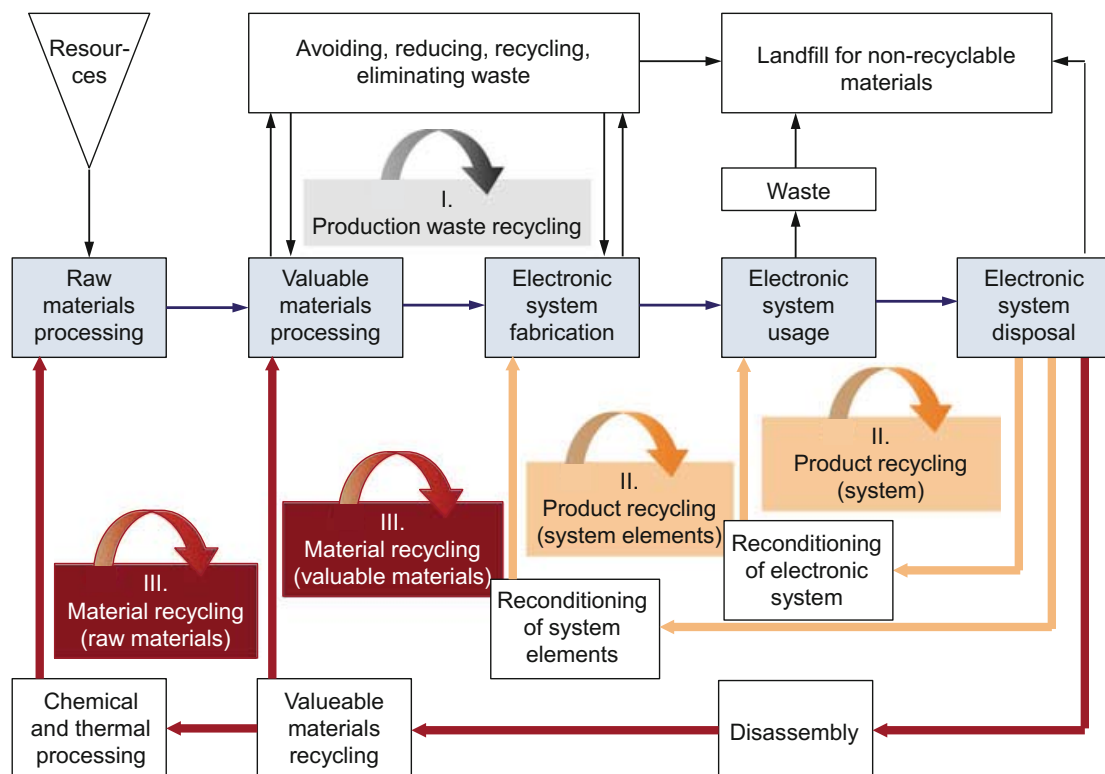 Resour-
ces
Avoiding, reducing, recycling,
eliminating waste
Landfill for non-recyclable
materials
I.
Production waste recycling
Waste
Raw
materials
processing
Valuable
materials
processing
Electronic
system
fabrication
Electronic
system
usage
Electronic
system
disposal
II.
Product recycling
(system)
II.
Product recycling
(system elements)
III.
Material recycling
(valuable materials)
III.
Material recycling
(raw materials)
Reconditioning
of electronic
system
Reconditioning
of system
elements
Chemical
and thermal
processing
Valueable
materials
recycling
Disassembly